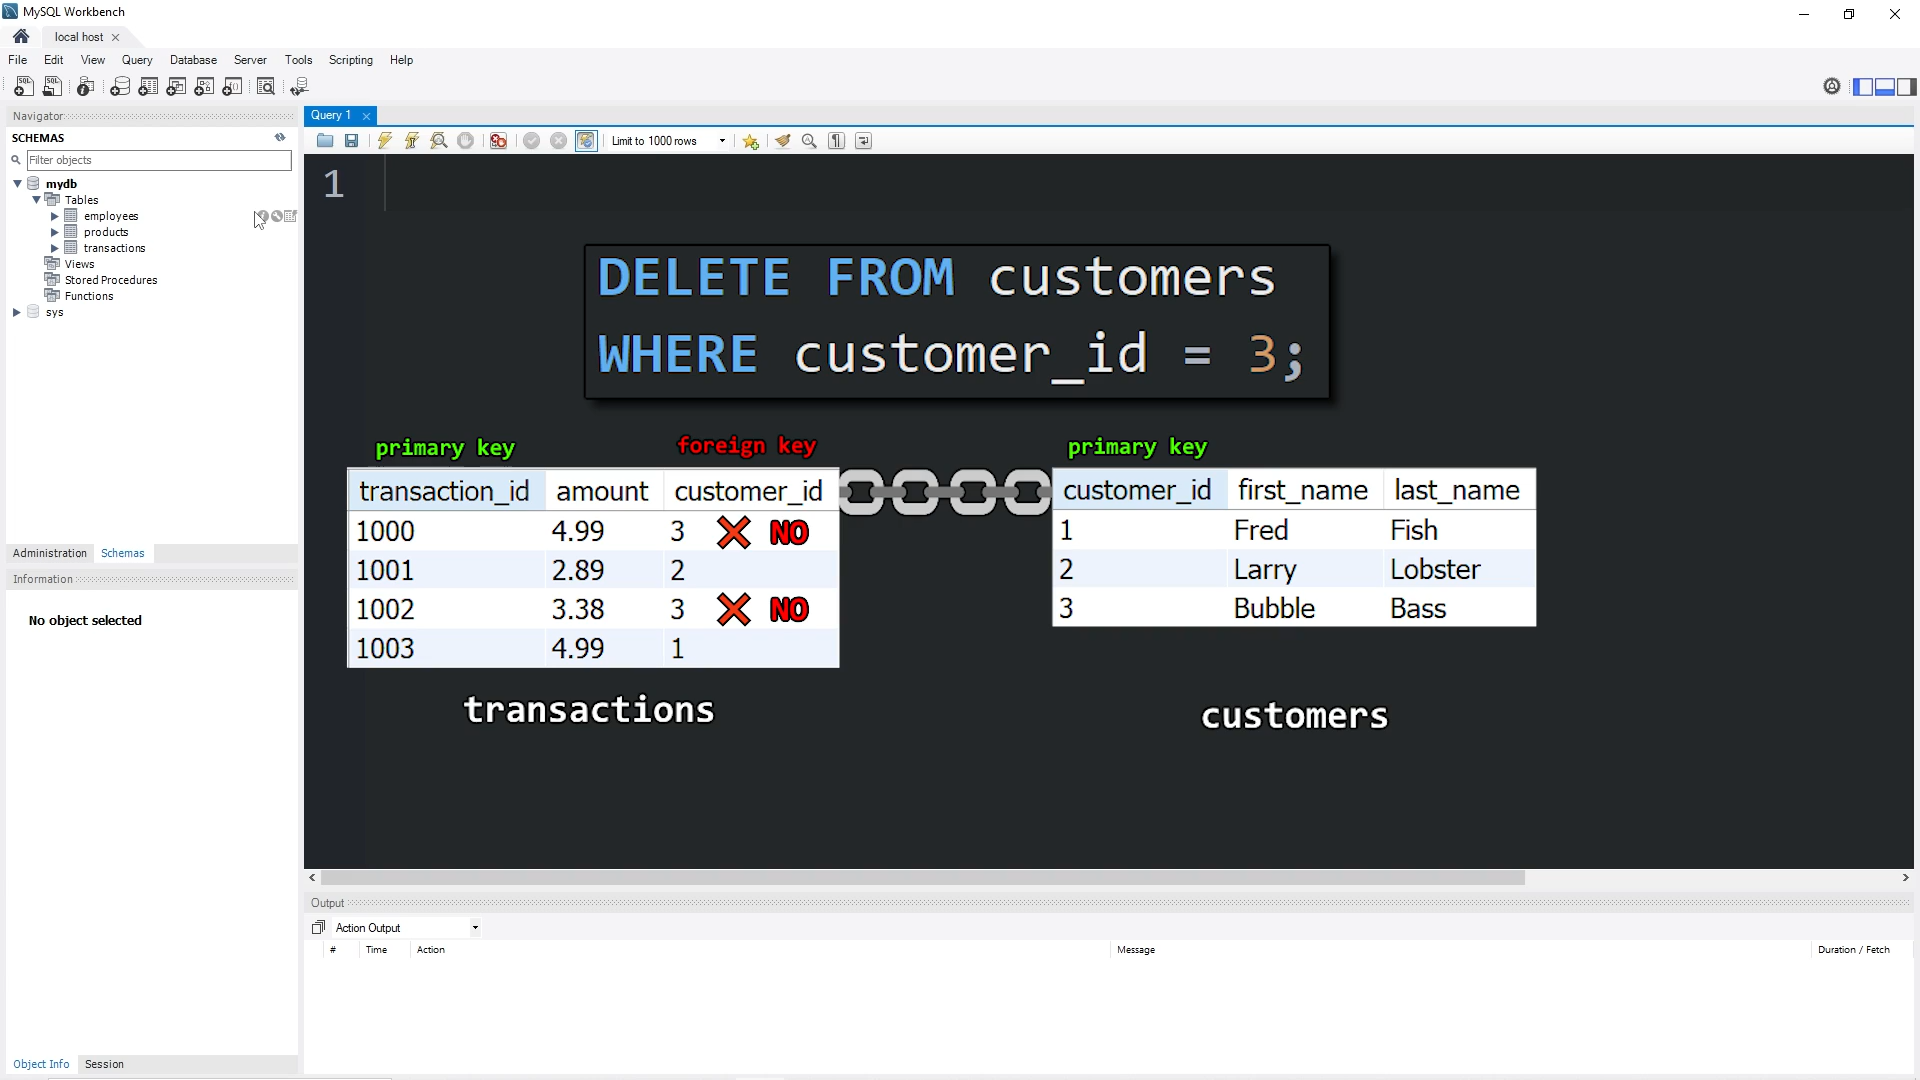 MySQL Workbench
local host
File Edit View Query Database Server Tools Scripting Help
Navigator
SCHEMAS
Filter objects
mydb
Tables
employees
products
transactions
Views
Stored Procedures
Functions
sys
Administration Schemas
Information
No object selected
Object Info Session
Query 1
Limit to 1000 rows
1
DELETE FROM customers
WHERE customer_id = 3;
primary key foreign key
transaction_id amount customer_id
1000 4.99 3 NO
1001 2.89 2
1002 3.38 3 NO
1003 4.99 1
transactions
primary key
customer_id first_name last_name
1 Fred Fish
2 Larry Lobster
3 Bubble Bass
customers
Output
Action Output
# Time Action Message Duration / Fetch